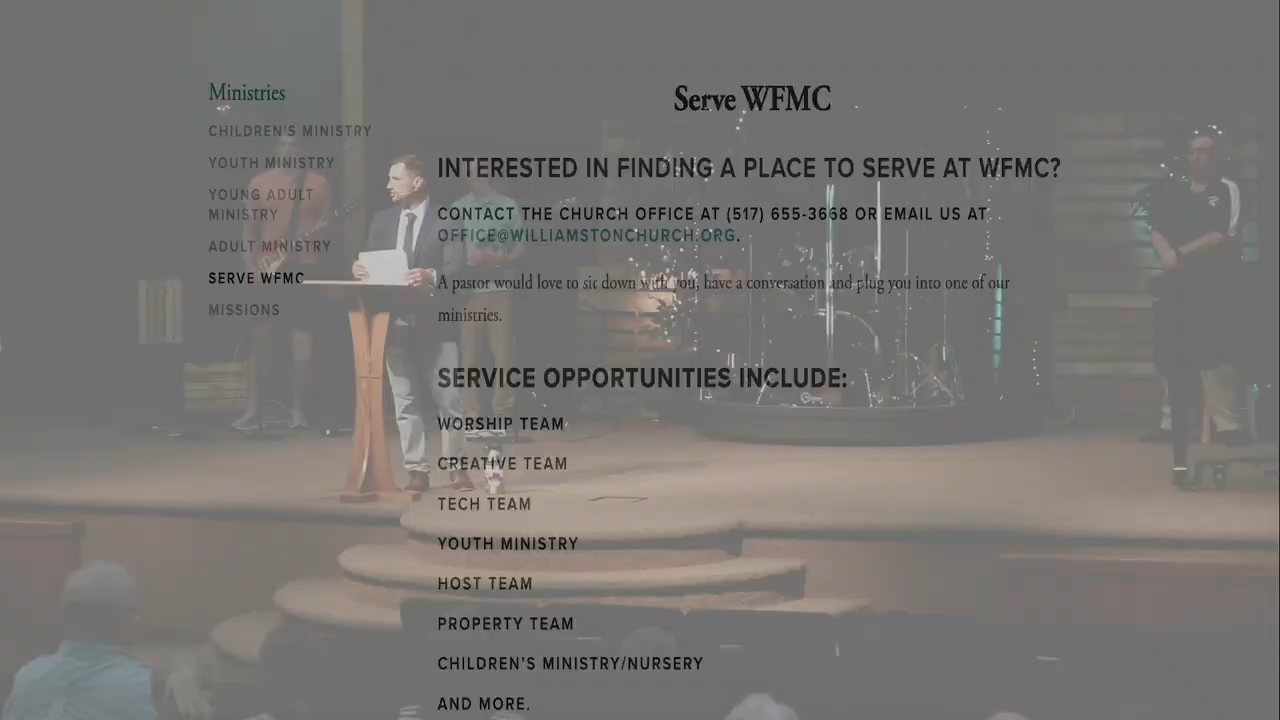 Ministries
CHILDREN'S MINISTRY
YOUTH MINISTRY
YOUNG ADULT
MINISTRY
ADULT MINISTRY
SERVE WFMC
MISSIONS
Serve WFMC
INTERESTED IN FINDING A PLACE TO SERVE AT WFMC?
CONTACT THE CHURCH OFFICE AT (517) 655-3668 OR EMAIL US AT
OFFICE@WILLIAMSTONCHURCH.ORG.
A pastor would love to sit down with you, have a conversation and plug you into one of our
ministries.
SERVICE OPPORTUNITIES INCLUDE:
WORSHIP TEAM
CREATIVE TEAM
TECH TEAM
YOUTH MINISTRY
HOST TEAM
PROPERTY TEAM
CHILDREN'S MINISTRY/NURSERY
AND MORE.